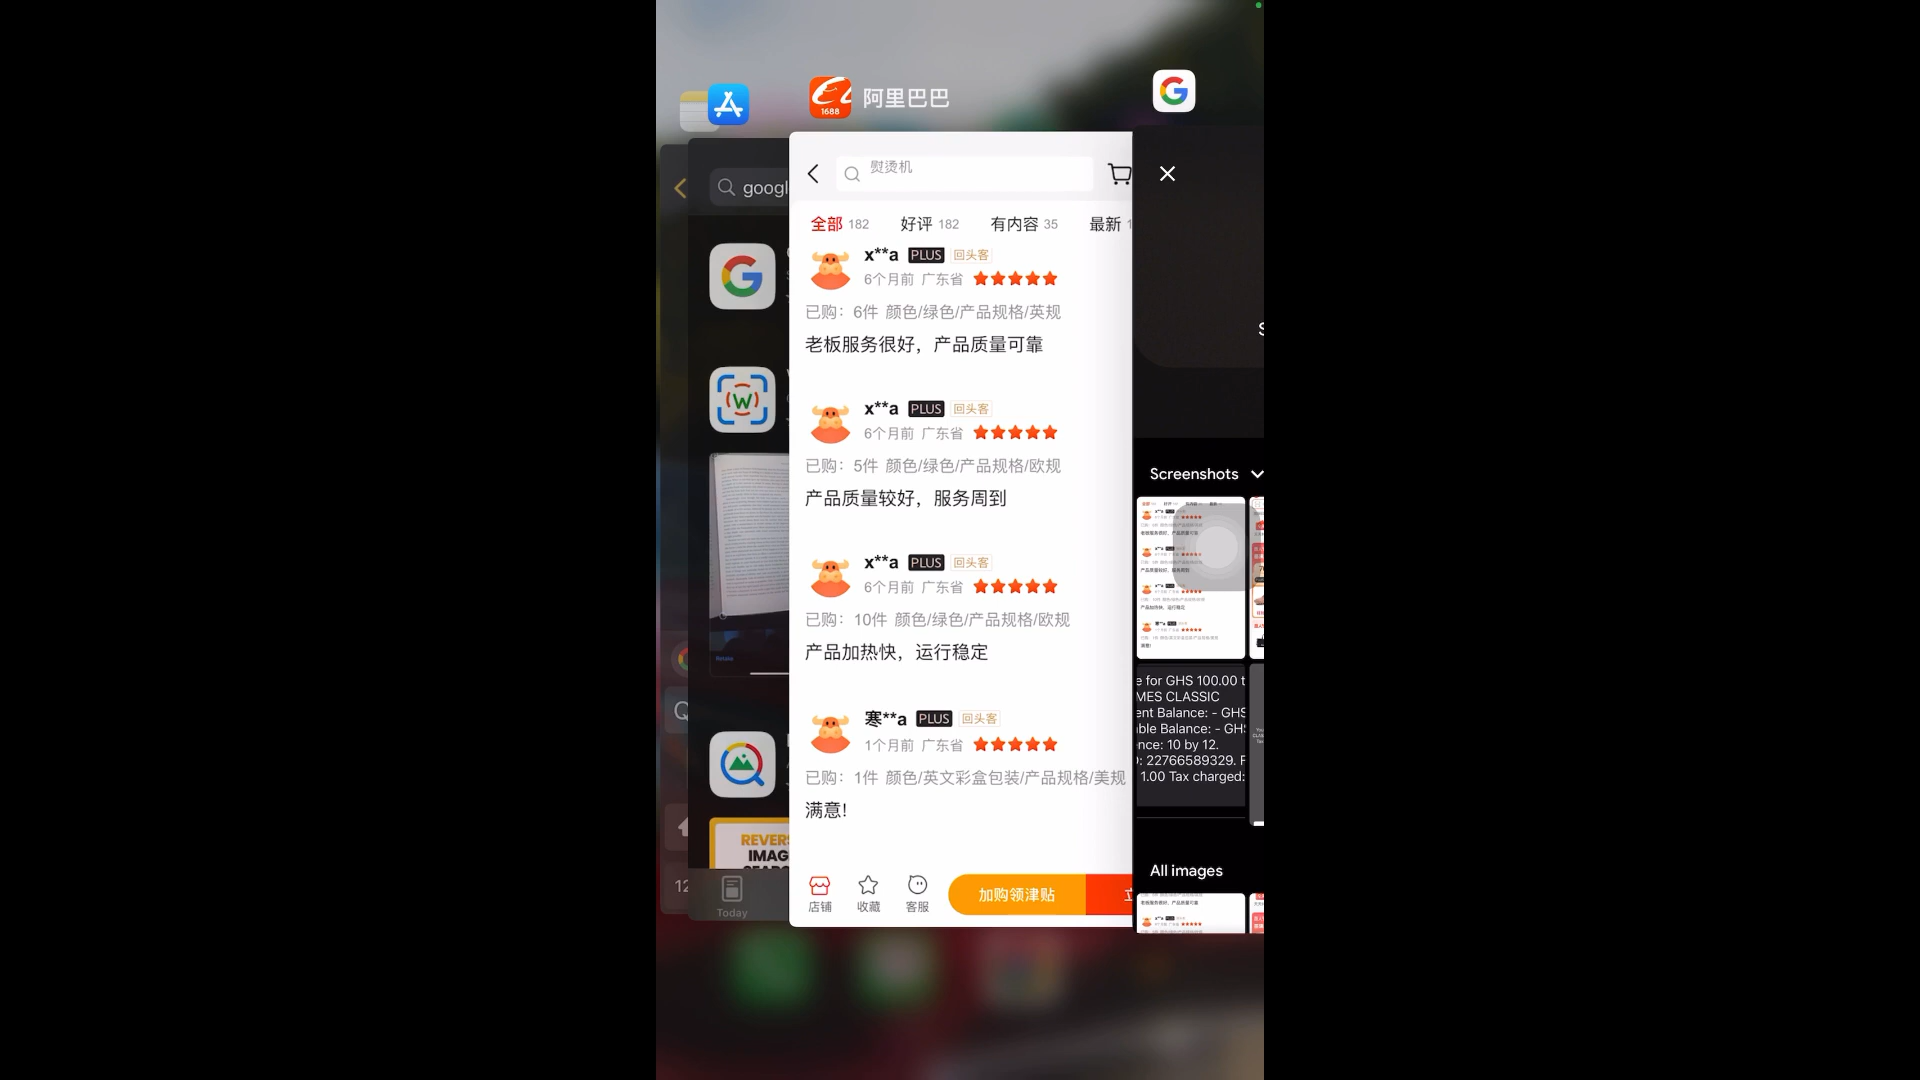 1688
阿里巴巴
熨烫机
全部 182 好评 182 有内容 35 最新
x**a PLUS 回头客
6个月前 广东省
已购：6件 颜色/绿色/产品规格/英规
老板服务很好，产品质量可靠
x**a PLUS 回头客
6个月前 广东省
已购：5件 颜色/绿色/产品规格/欧规
产品质量较好，服务周到
x**a PLUS 回头客
6个月前 广东省
已购：10件 颜色/绿色/产品规格/欧规
产品加热快，运行稳定
寒**a PLUS 回头客
1个月前 广东省
已购：1件 颜色/英文彩盒包装/产品规格/美规
满意!
店铺 收藏 客服 加购领津贴
googl
W
Retake
REVERS
IMAG
Today
12
Screenshots
e for GHS 100.00 t
MES CLASSIC
ent Balance: - GHS
able Balance: - GHS
ence: 10 by 12.
: 22766589329. F
1.00 Tax charged:
All images